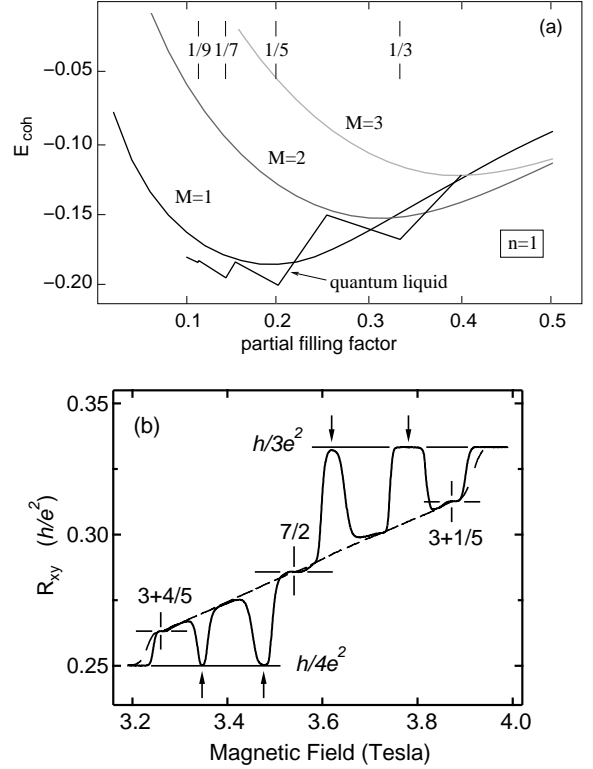 (a)
1/9 1/7 1/5 1/3
−0.05
−0.10
−0.15
−0.20
E_coh
M=1
M=2
M=3
n=1
quantum liquid
0.1 0.2 0.3 0.4 0.5
partial filling factor
(b)
0.35
0.30
0.25
R_xy (h/e^2)
h/3e^2
7/2
3+1/5
3+4/5
h/4e^2
3.2 3.4 3.6 3.8 4.0
Magnetic Field (Tesla)